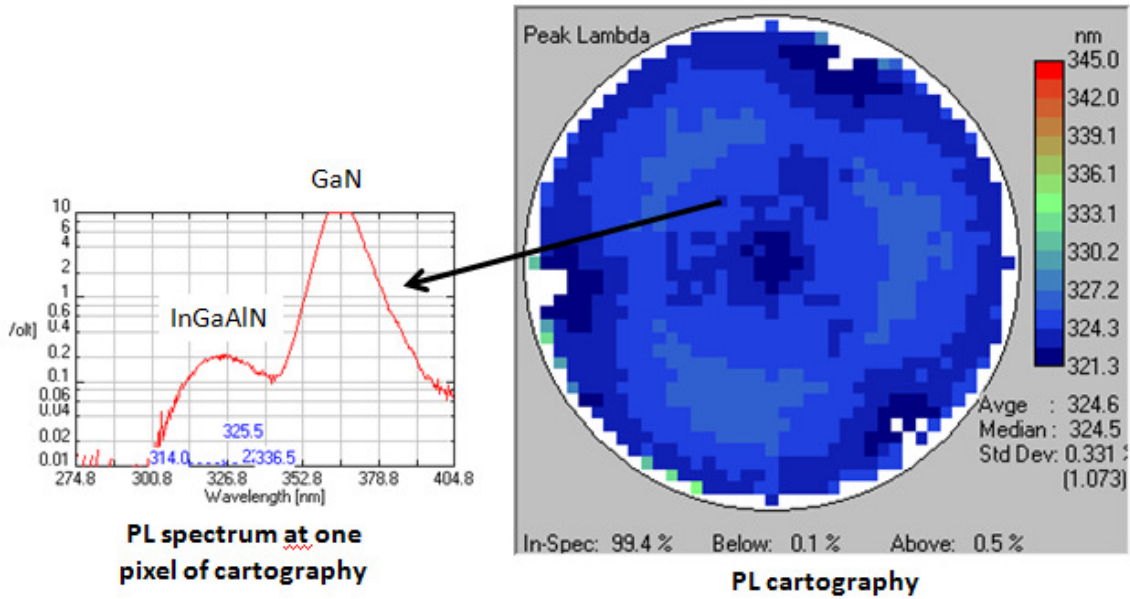 GaN
InGaAlN
10
6
4
2
1
0.6
0.4
0.2
0.1
0.06
0.04
0.02
0.01
/olt]
325.5
314.0
336.5
274.8 300.8 326.8 352.8 378.8 404.8
Wavelength [nm]
PL spectrum at one
pixel of cartography
Peak Lambda
nm
345.0
342.0
339.1
336.1
333.1
330.2
327.2
324.3
321.3
Avge : 324.6
Median : 324.5
Std Dev: 0.331
(1.073)
In-Spec: 99.4 % Below: 0.1 % Above: 0.5 %
PL cartography